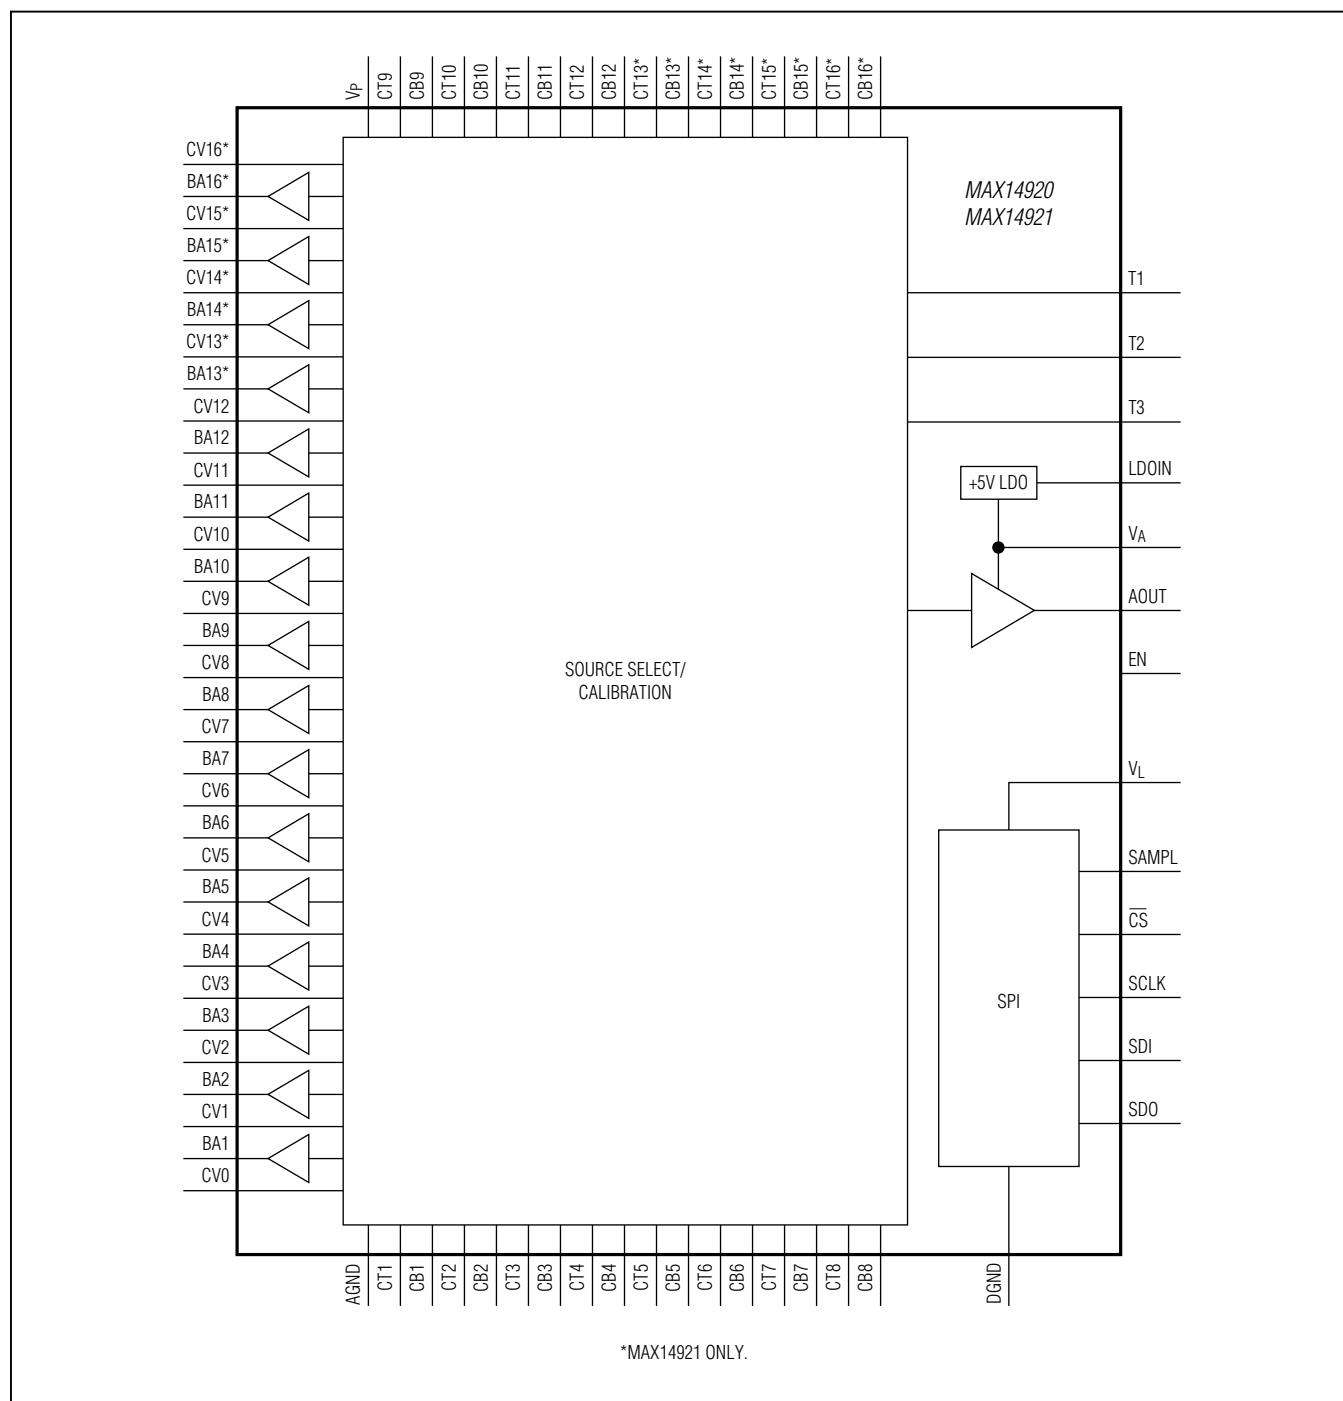 VP CT9 CB9 CT10 CB10 CT11 CB11 CT12 CB12 CT13* CB13* CT14* CB14* CT15* CB15* CT16* CB16*
CV16*
BA16*
CV15*
BA15*
CV14*
BA14*
CV13*
BA13*
CV12
BA12
CV11
BA11
CV10
BA10
CV9
BA9
CV8
BA8
CV7
BA7
CV6
BA6
CV5
BA5
CV4
BA4
CV3
BA3
CV2
BA2
CV1
BA1
CV0
SOURCE SELECT/
CALIBRATION
MAX14920
MAX14921
T1
T2
T3
+5V LDO
LDOIN
VA
AOUT
EN
VL
SPI
SAMPL
C̅S̅
SCLK
SDI
SDO
AGND CT1 CB1 CT2 CB2 CT3 CB3 CT4 CB4 CT5 CB5 CT6 CB6 CT7 CB7 CT8 CB8 DGND
*MAX14921 ONLY.